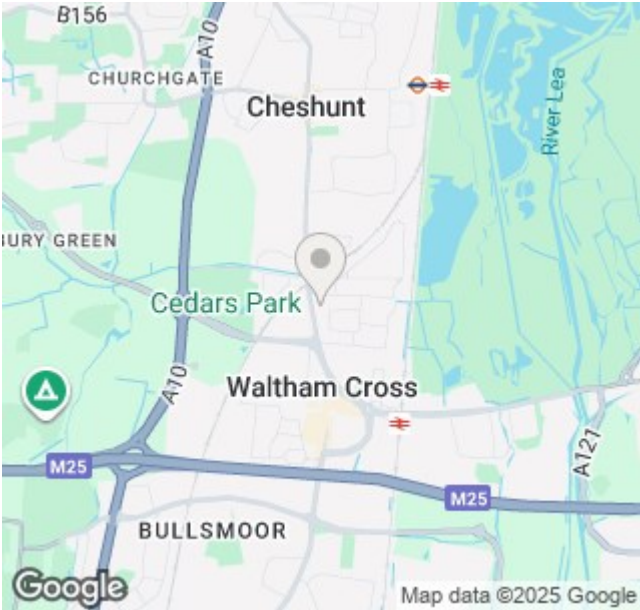 B156
A10
CHURCHGATE
Cheshunt
River Lea
BURY GREEN
Cedars Park
A10
Waltham Cross
A121
M25
M25
BULLSMOOR
Google
Map data ©2025 Google